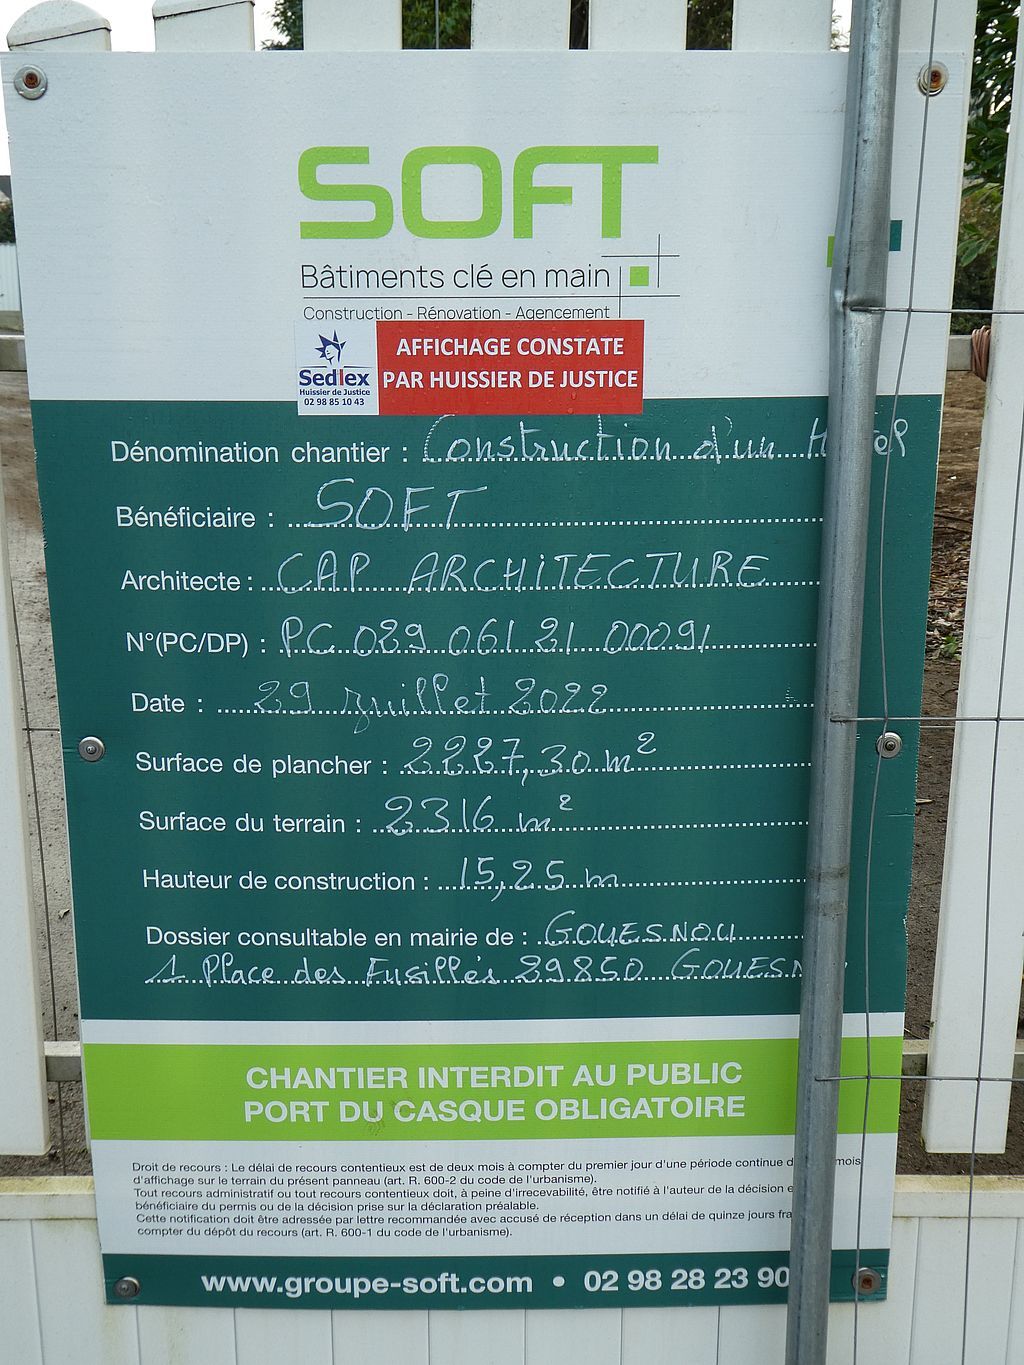 SOFT
Bâtiments clé en main
Construction - Rénovation - Agencement
Sedlex
Huissier de Justice
02 98 85 10 43
AFFICHAGE CONSTATE
PAR HUISSIER DE JUSTICE
Dénomination chantier : Construction d'un
Bénéficiaire : SOFT
Architecte : CAP ARCHITECTURE
N°(PC/DP) : PC 029 061 21 00091
Date : 29 juillet 2022
Surface de plancher : 2227,30 m²
Surface du terrain : 2316 m²
Hauteur de construction : 15,25 m
Dossier consultable en mairie de : GOUESNOU
1 Place des Fusillés 29850
CHANTIER INTERDIT AU PUBLIC
PORT DU CASQUE OBLIGATOIRE
Droit de recours : Le délai de recours contentieux est de deux mois à compter du premier jour d'une période continue mois
d'affichage sur le terrain du présent panneau (art. R. 600-2 du code de l'urbanisme).
Tout recours administratif ou tout recours contentieux doit, à peine d'irrecevabilité, être notifié à l'auteur de la décision
bénéficiaire du permis ou de la décision prise sur la déclaration préalable.
Cette notification doit être adressée par lettre recommandée avec accusé de réception dans un délai de quinze jours
compter du dépôt du recours (art. R. 600-1 du code de l'urbanisme).
www.groupe-soft.com • 02 98 28 23 90